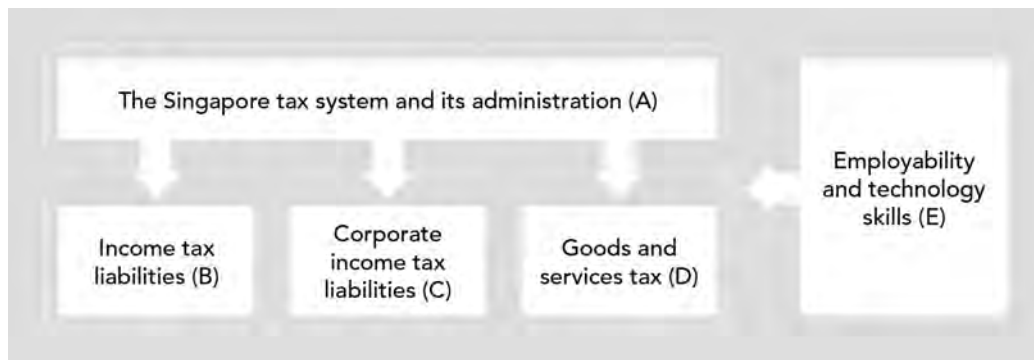 The Singapore tax system and its administration (A)
Income tax
liabilities (B)
Corporate
income tax
liabilities (C)
Goods and
services tax (D)
Employability
and technology
skills (E)